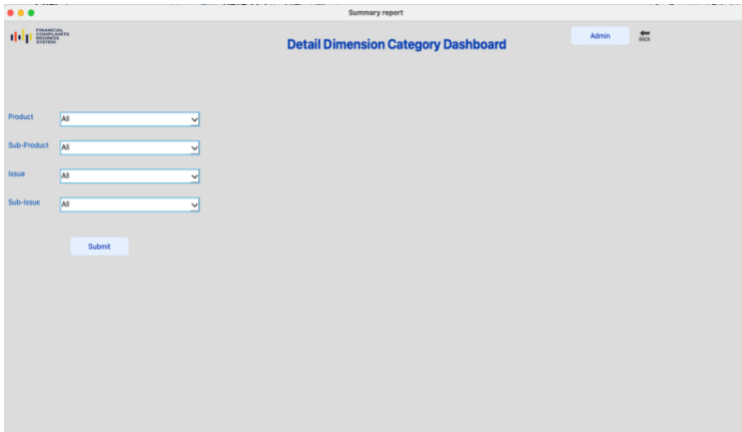 Summary report
FINANCIAL
COMPLAINTS
REDRESS
SYSTEM
Detail Dimension Category Dashboard
Admin
BACK
Product
All
Sub-Product
All
Issue
All
Sub-Issue
All
Submit